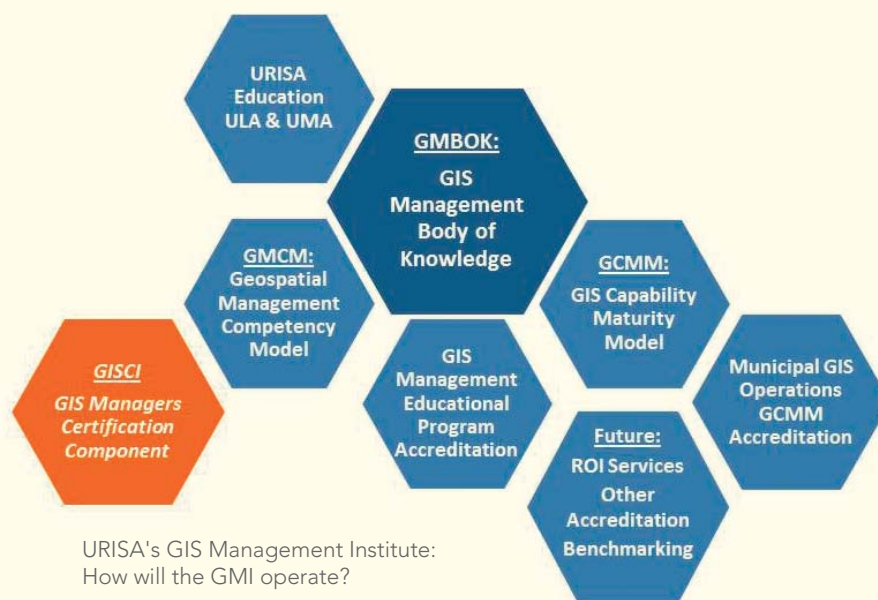 URISA
Education
ULA & UMA
GMBOK:
GIS
Management
Body of
Knowledge
GMCM:
Geospatial
Management
Competency
Model
GCMM:
GIS Capability
Maturity
Model
GISCI
GIS Managers
Certification
Component
GIS
Management
Educational
Program
Accreditation
Municipal GIS
Operations
GCMM
Accreditation
Future:
ROI Services
Other
Accreditation
Benchmarking
URISA's GIS Management Institute:
How will the GMI operate?